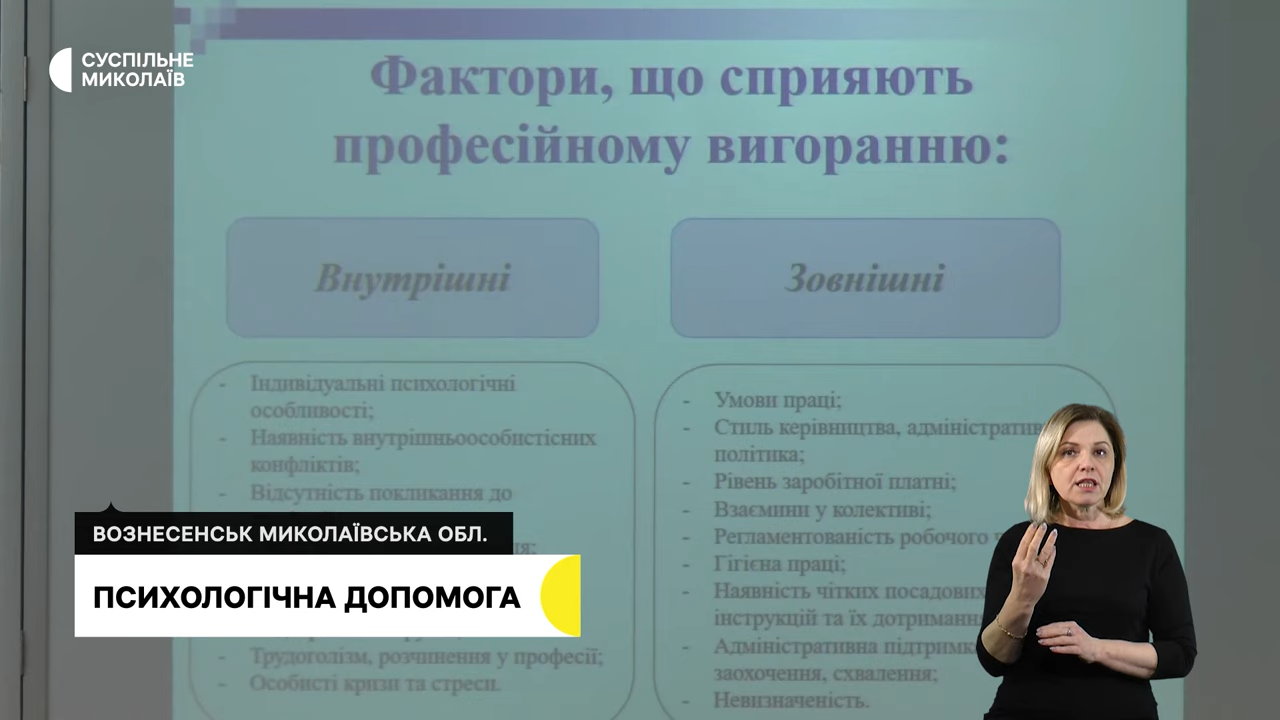 СУСПІЛЬНЕ
МИКОЛАЇВ
Фактори, що сприяють
професійному вигоранню:
Внутрішні
- Індивідуальні психологічні
особливості;
- Наявність внутрішньоособистісних
конфліктів;
- Відсутність покликання до
- Трудоголізм, розчинення у професії;
- Особисті кризи та стреси.
Зовнішні
- Умови праці;
- Стиль керівництва, адміністратив
політика;
- Рівень заробітної платні;
- Взаємини у колективі;
- Регламентованість робочого
- Гігієна праці;
- Наявність чітких посадових
інструкцій та їх дотримання
- Адміністративна підтримка
заохочення, схвалення;
- Невизначеність.
ВОЗНЕСЕНСЬК МИКОЛАЇВСЬКА ОБЛ.
ПСИХОЛОГІЧНА ДОПОМОГА